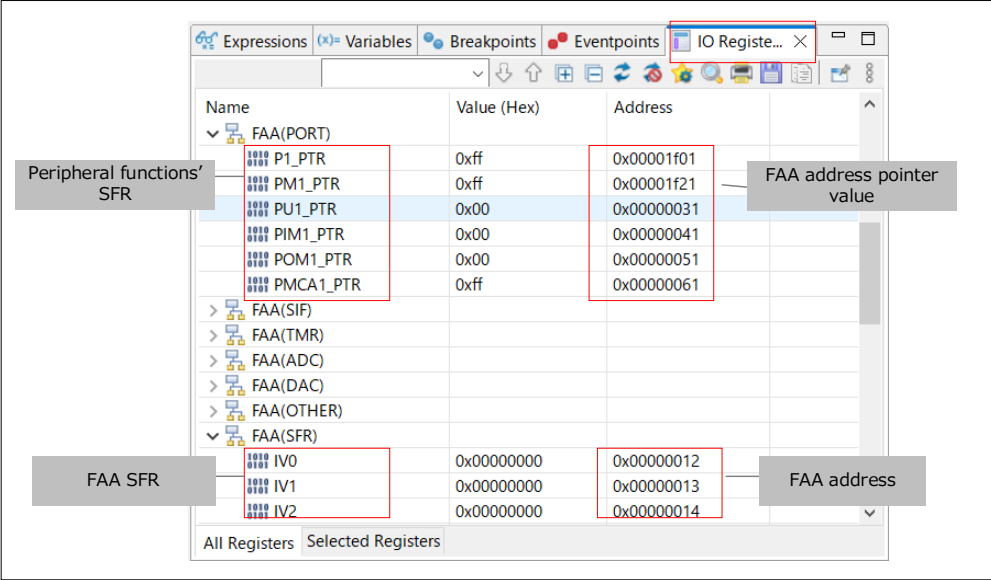 Expressions (x)= Variables Breakpoints Eventpoints IO Registe...
Name Value (Hex) Address
FAA(PORT)
P1_PTR 0xff 0x00001f01
PM1_PTR 0xff 0x00001f21
PU1_PTR 0x00 0x00000031
PIM1_PTR 0x00 0x00000041
POM1_PTR 0x00 0x00000051
PMCA1_PTR 0xff 0x00000061
FAA(SIF)
FAA(TMR)
FAA(ADC)
FAA(DAC)
FAA(OTHER)
FAA(SFR)
IV0 0x00000000 0x00000012
IV1 0x00000000 0x00000013
IV2 0x00000000 0x00000014
All Registers Selected Registers
Peripheral functions’
SFR
FAA address pointer
value
FAA SFR
FAA address